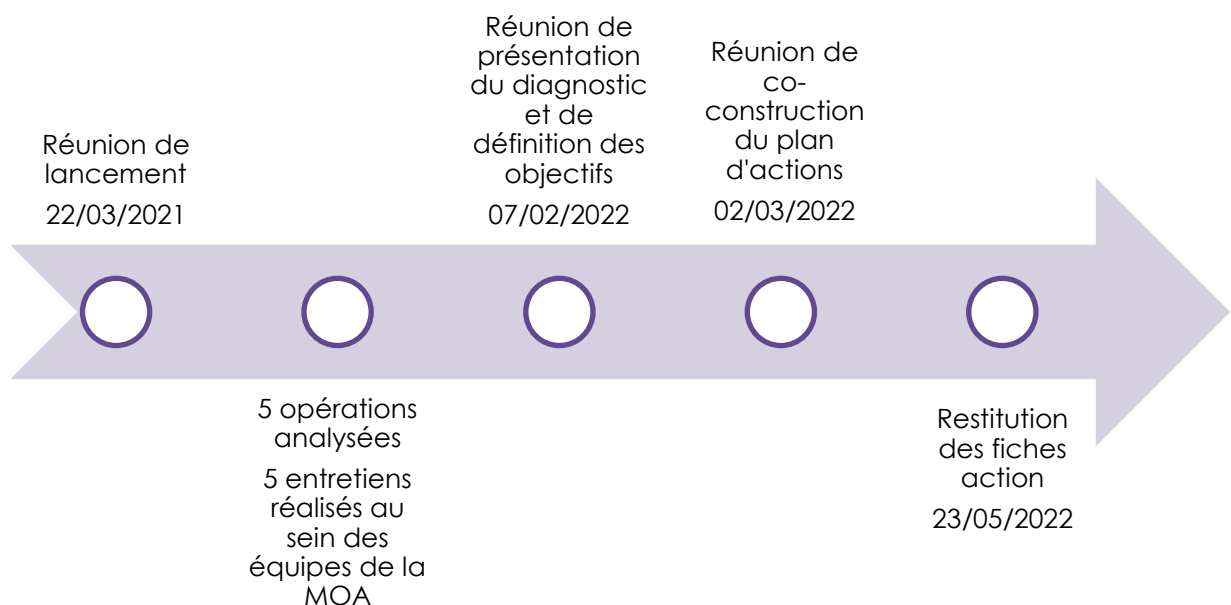 Réunion de
lancement
22/03/2021
5 opérations
analysées
5 entretiens
réalisés au
sein des
équipes de la
MOA
Réunion de
présentation
du diagnostic
et de
définition des
objectifs
07/02/2022
Réunion de
co-
construction
du plan
d'actions
02/03/2022
Restitution
des fiches
action
23/05/2022